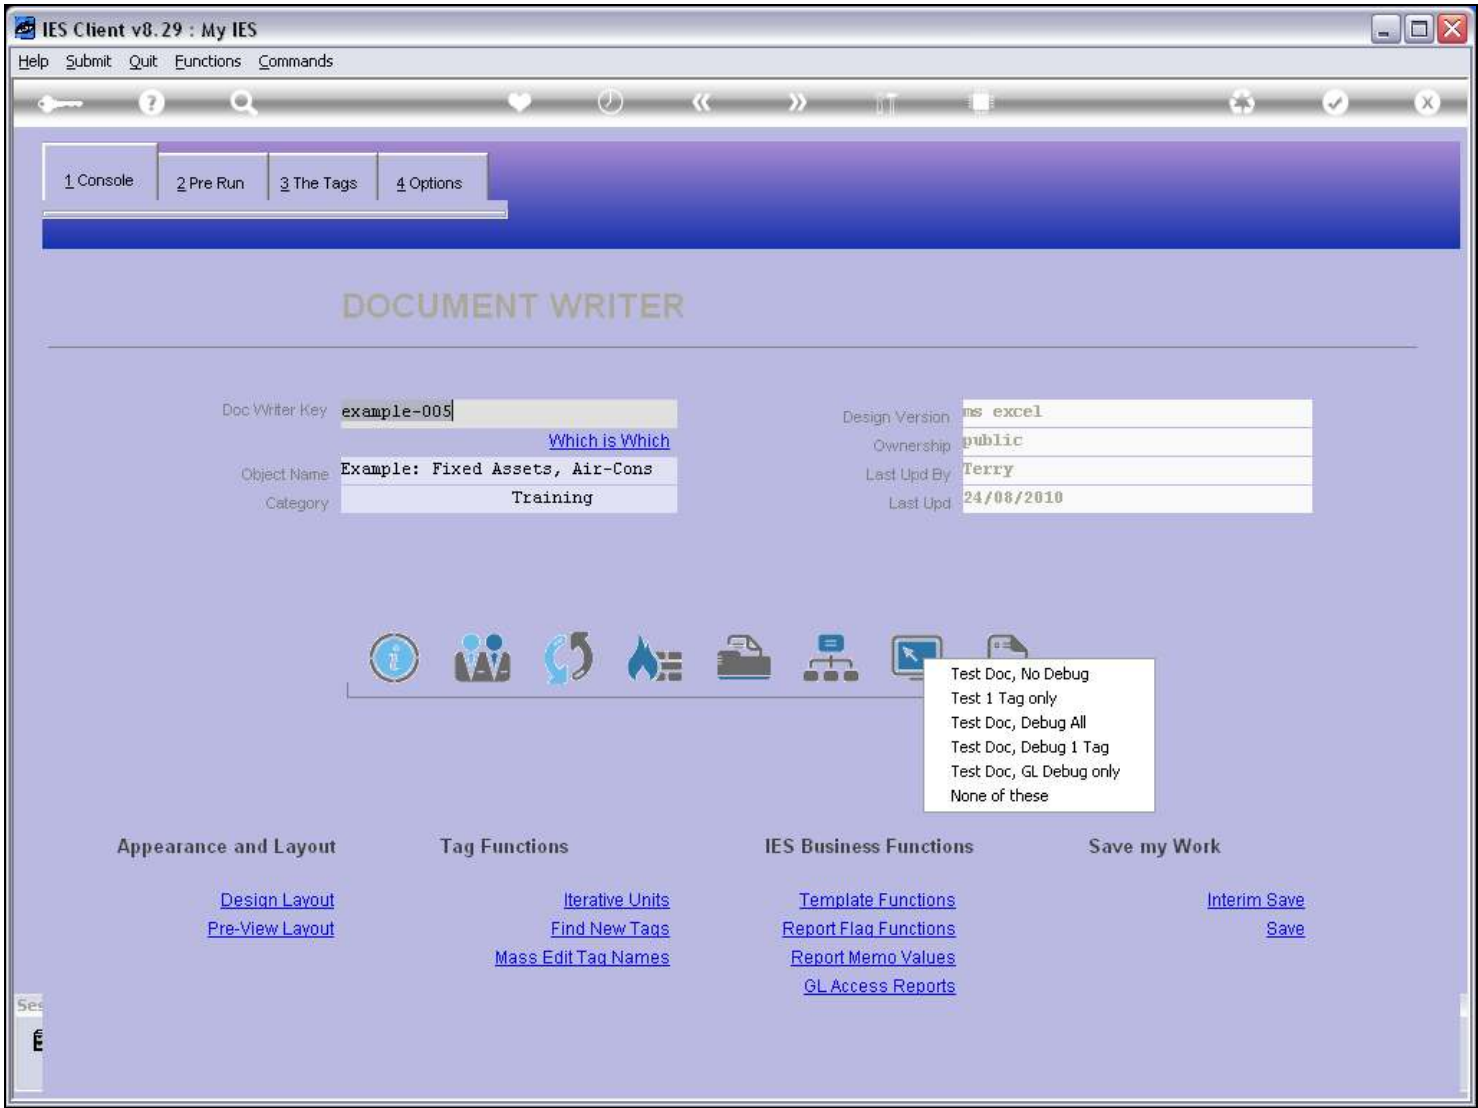 IES Client v8.29 : My IES
Help Submit Quit Functions Commands
1 Console 2 Pre Run 3 The Tags 4 Options
DOCUMENT WRITER
Doc Writer Key example-005
Which is Which
Object Name Example: Fixed Assets, Air-Cons
Category Training
Design Version ms excel
Ownership public
Last Upd By Terry
Last Upd 24/08/2010
Test Doc, No Debug
Test 1 Tag only
Test Doc, Debug All
Test Doc, Debug 1 Tag
Test Doc, GL Debug only
None of these
Appearance and Layout
Design Layout
Pre-View Layout
Tag Functions
Iterative Units
Find New Tags
Mass Edit Tag Names
IES Business Functions
Template Functions
Report Flag Functions
Report Memo Values
GL Access Reports
Save my Work
Interim Save
Save